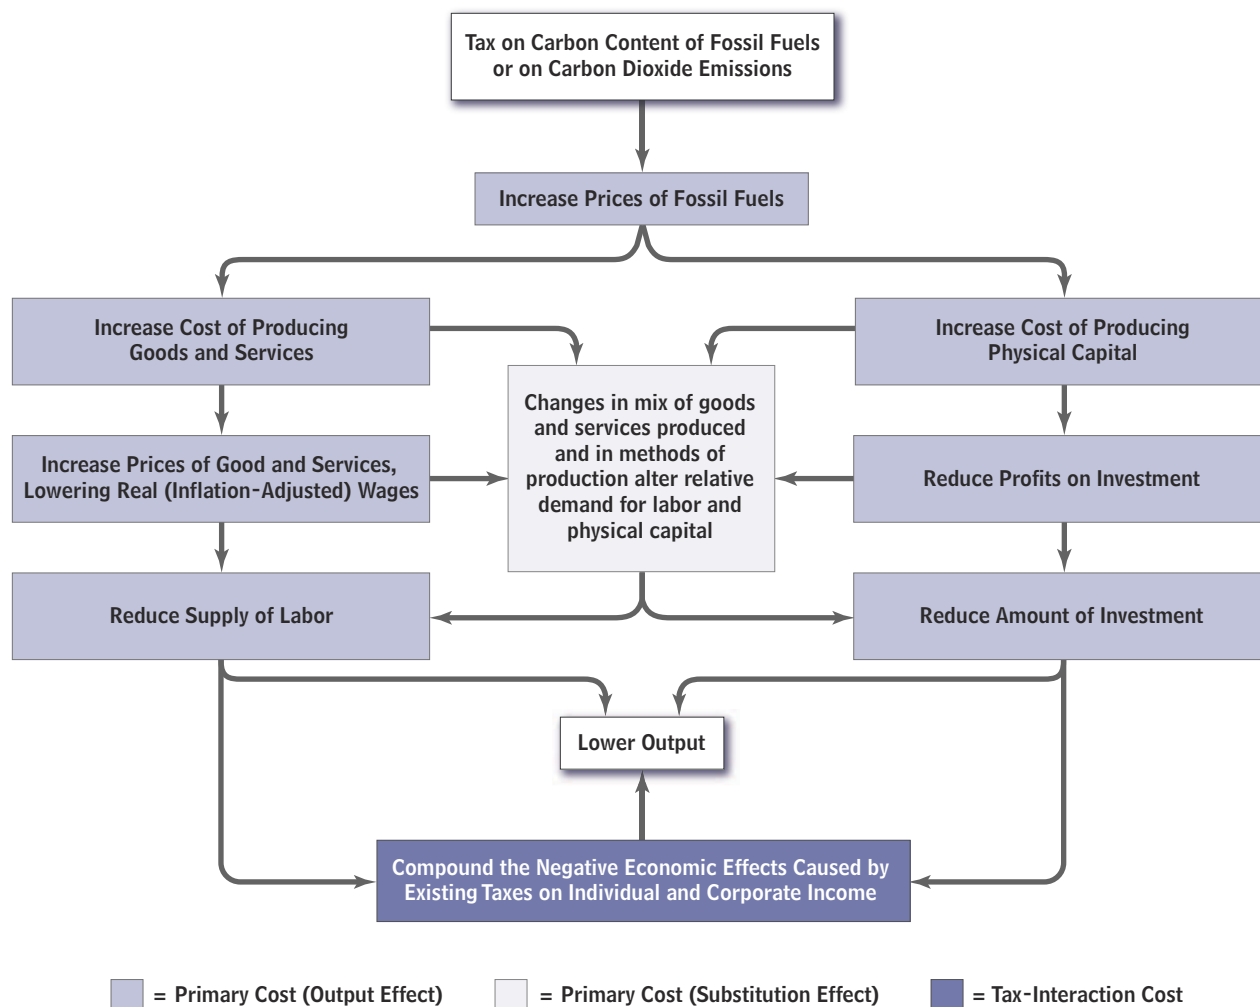 Tax on Carbon Content of Fossil Fuels
or on Carbon Dioxide Emissions
Increase Prices of Fossil Fuels
Increase Cost of Producing
Goods and Services
Increase Cost of Producing
Physical Capital
Changes in mix of goods
and services produced
and in methods of
production alter relative
demand for labor and
physical capital
Increase Prices of Good and Services,
Lowering Real (Inflation-Adjusted) Wages
Reduce Profits on Investment
Reduce Supply of Labor
Reduce Amount of Investment
Lower Output
Compound the Negative Economic Effects Caused by
Existing Taxes on Individual and Corporate Income
= Primary Cost (Output Effect)
= Primary Cost (Substitution Effect)
= Tax-Interaction Cost